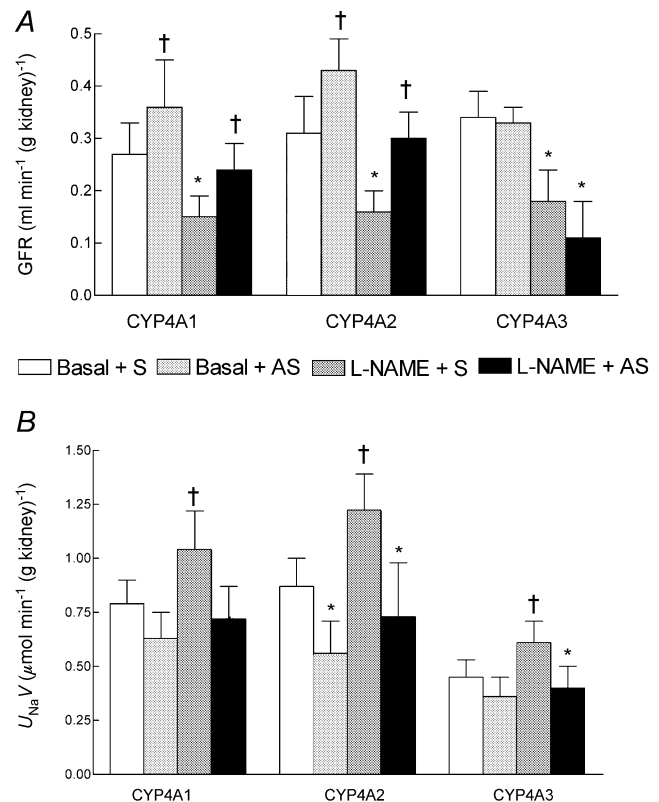 A
GFR (ml min⁻¹ (g kidney)⁻¹)
0.5
0.4
0.3
0.2
0.1
0.0
† † † †
* * * *
CYP4A1 CYP4A2 CYP4A3
Basal + S Basal + AS L-NAME + S L-NAME + AS
B
U_Na V (μmol min⁻¹ (g kidney)⁻¹)
1.50
1.25
1.00
0.75
0.50
0.25
0.00
† † †
* * *
CYP4A1 CYP4A2 CYP4A3